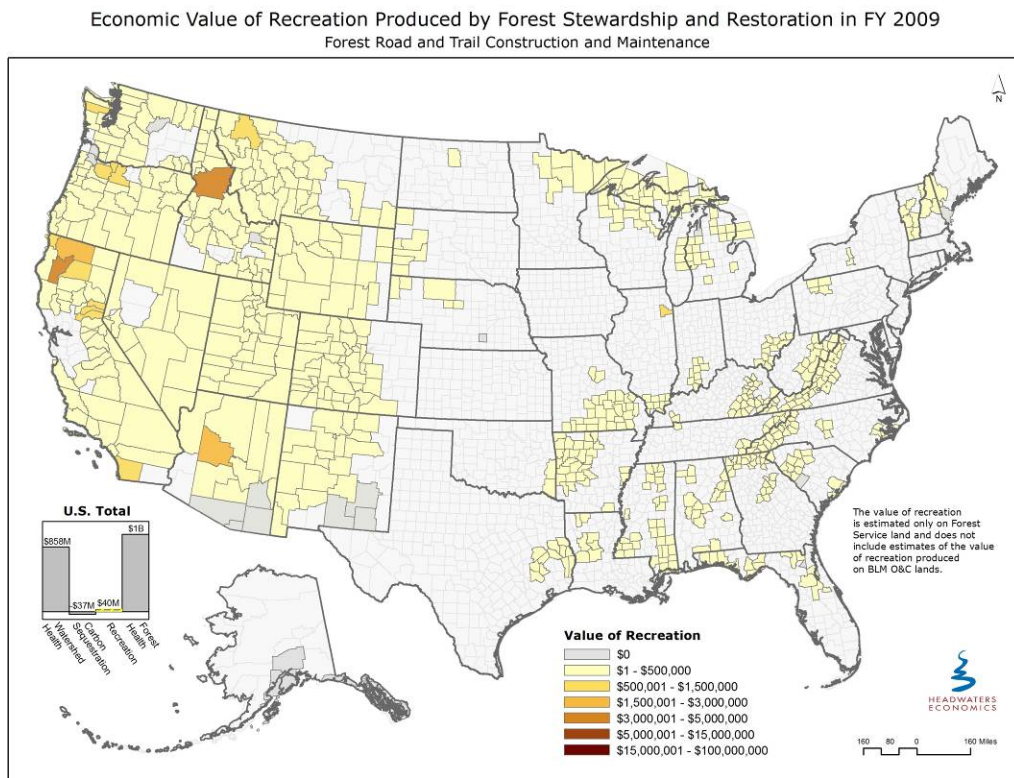 Economic Value of Recreation Produced by Forest Stewardship and Restoration in FY 2009
Forest Road and Trail Construction and Maintenance
N
U.S. Total
$858M
-$37M
$40M
$1B
Watershed Health
Carbon Sequestration
Recreation
Forest Health
The value of recreation
is estimated only on Forest
Service land and does not
include estimates of the value
of recreation produced
on BLM O&C lands.
Value of Recreation
$0
$1 - $500,000
$500,001 - $1,500,000
$1,500,001 - $3,000,000
$3,000,001 - $5,000,000
$5,000,001 - $15,000,000
$15,000,001 - $100,000,000
HEADWATERS
ECONOMICS
160 80 0 160 Miles